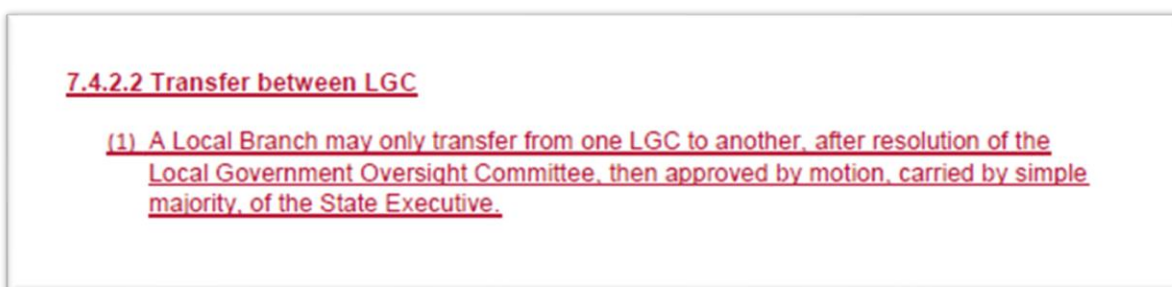 7.4.2.2 Transfer between LGC
(1) A Local Branch may only transfer from one LGC to another, after resolution of the
Local Government Oversight Committee, then approved by motion, carried by simple
majority, of the State Executive.